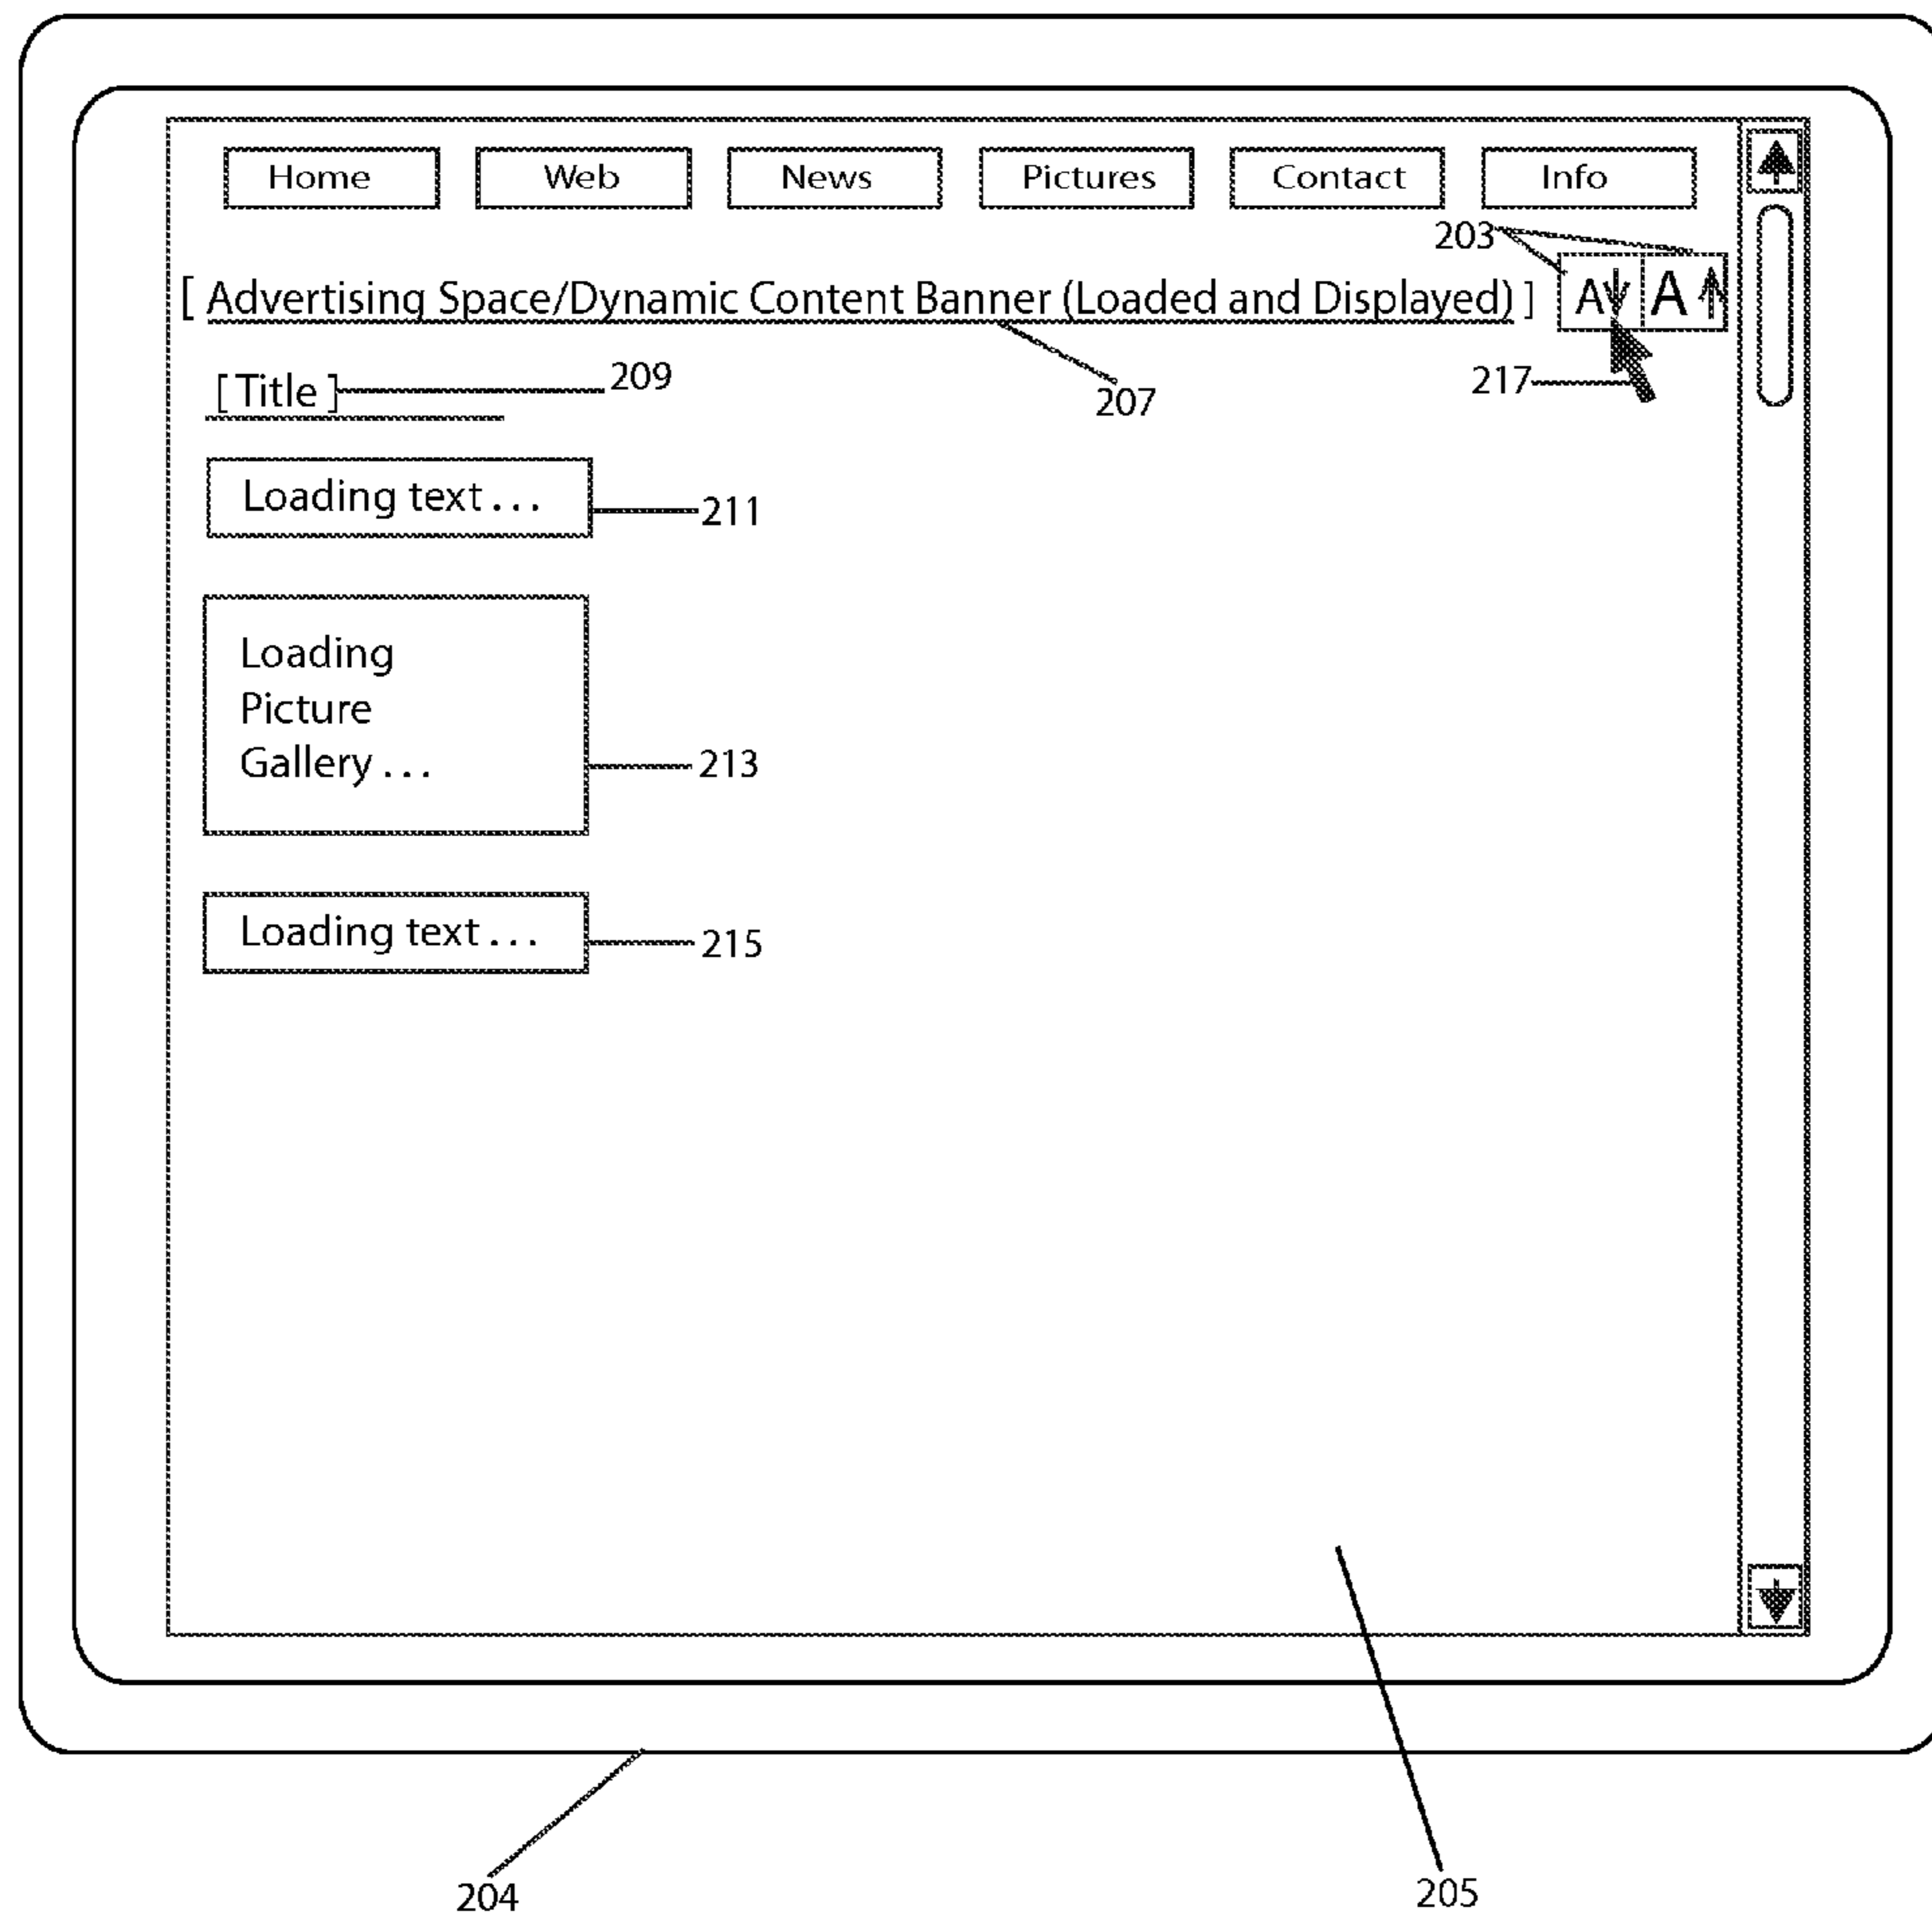 Home Web News Pictures Contact Info
203
[ Advertising Space/Dynamic Content Banner (Loaded and Displayed) ] A A
[ Title ] 209 207 217
Loading text . . . 211
Loading
Picture
Gallery . . . 213
Loading text . . . 215
204 205